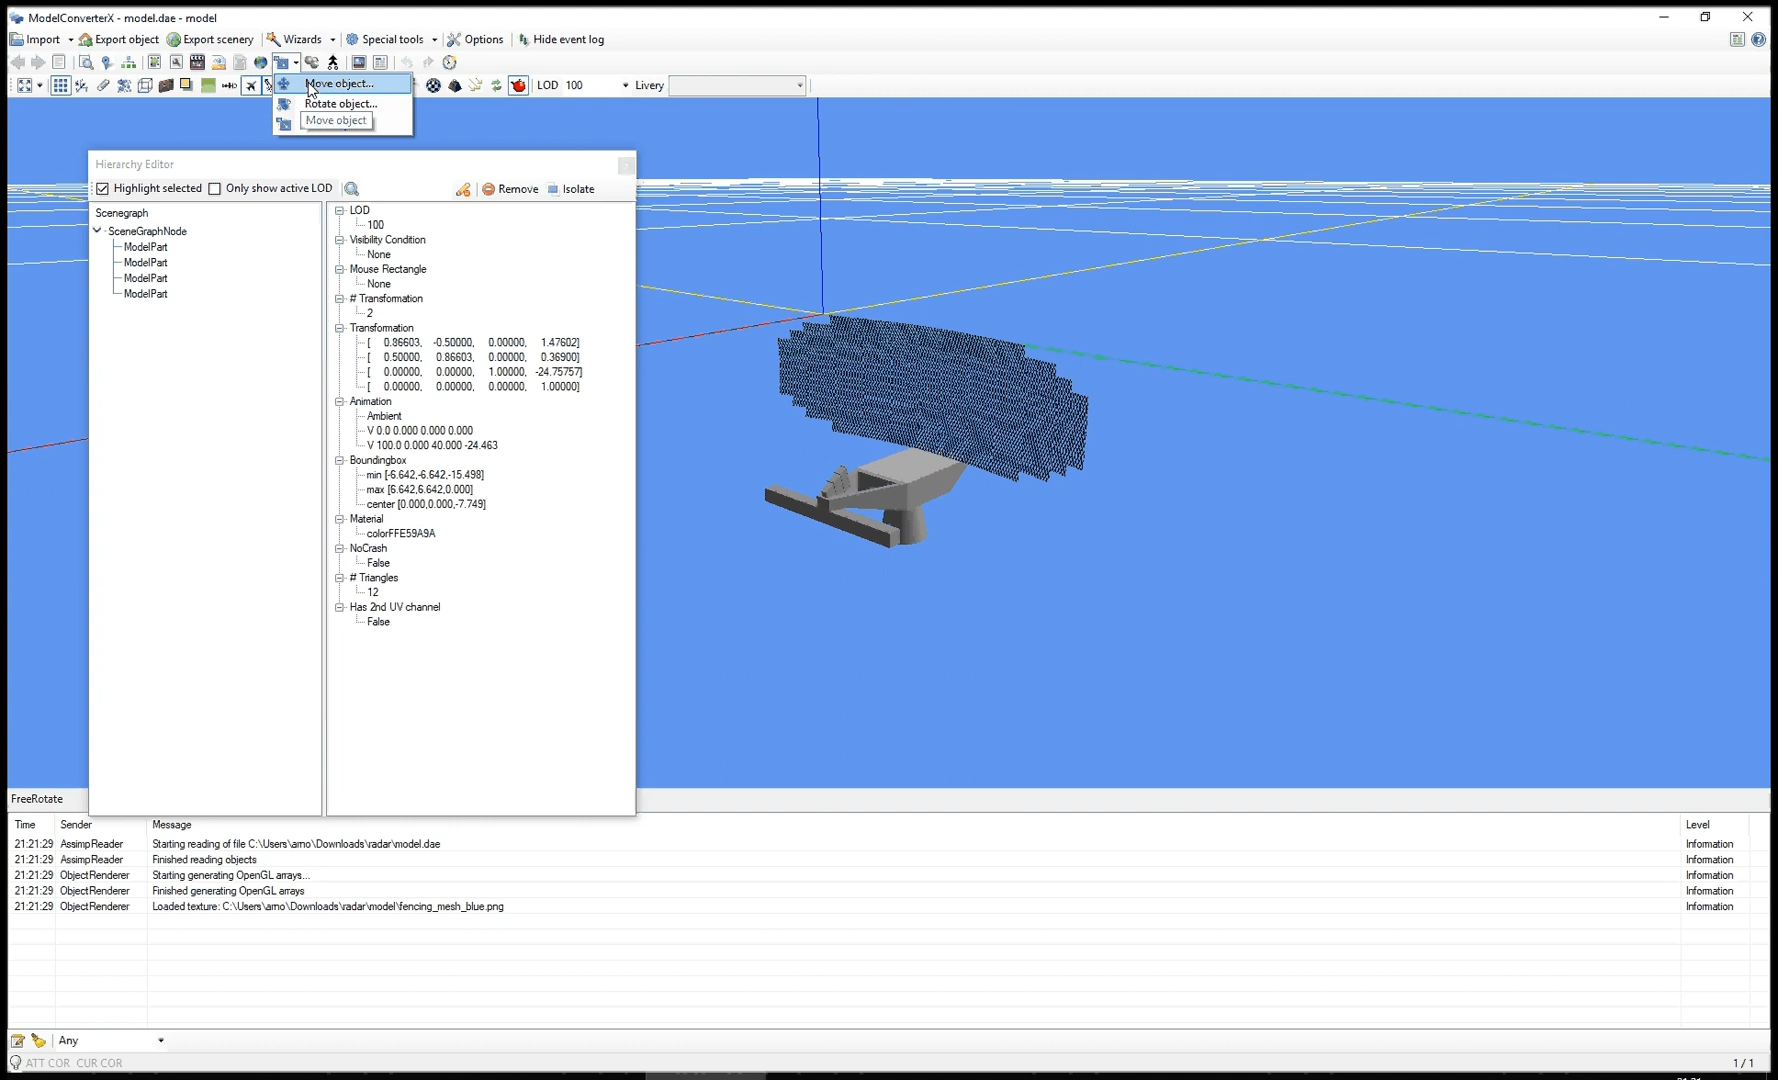 ModelConverterX - model.dae - model
Import Export object Export scenery Wizards Special tools Options Hide event log
LOD 100 Livery
Move object...
Rotate object...
Move object
Hierarchy Editor
Highlight selected Only show active LOD Remove Isolate
Scenegraph
SceneGraphNode
ModelPart
ModelPart
ModelPart
ModelPart
LOD
100
Visibility Condition
None
Mouse Rectangle
None
# Transformation
2
Transformation
[ 0.86603, -0.50000, 0.00000, 1.47602]
[ 0.50000, 0.86603, 0.00000, 0.36900]
[ 0.00000, 0.00000, 1.00000, -24.75757]
[ 0.00000, 0.00000, 0.00000, 1.00000]
Animation
Ambient
V 0.0 0.000 0.000 0.000
V 100.0 0.000 40.000 -24.463
Boundingbox
min [-6.642,-6.642,-15.498]
max [6.642,6.642,0.000]
center [0.000,0.000,-7.749]
Material
colorFFE59A9A
NoCrash
False
# Triangles
12
Has 2nd UV channel
False
FreeRotate
Time Sender Message Level
21:21:29 AssimpReader Starting reading of file C:\Users\arno\Downloads\radar\model.dae Information
21:21:29 AssimpReader Finished reading objects Information
21:21:29 ObjectRenderer Starting generating OpenGL arrays... Information
21:21:29 ObjectRenderer Finished generating OpenGL arrays Information
21:21:29 ObjectRenderer Loaded texture: C:\Users\arno\Downloads\radar\model\fencing_mesh_blue.png Information
Any
ATT COR CUR COR 1 / 1